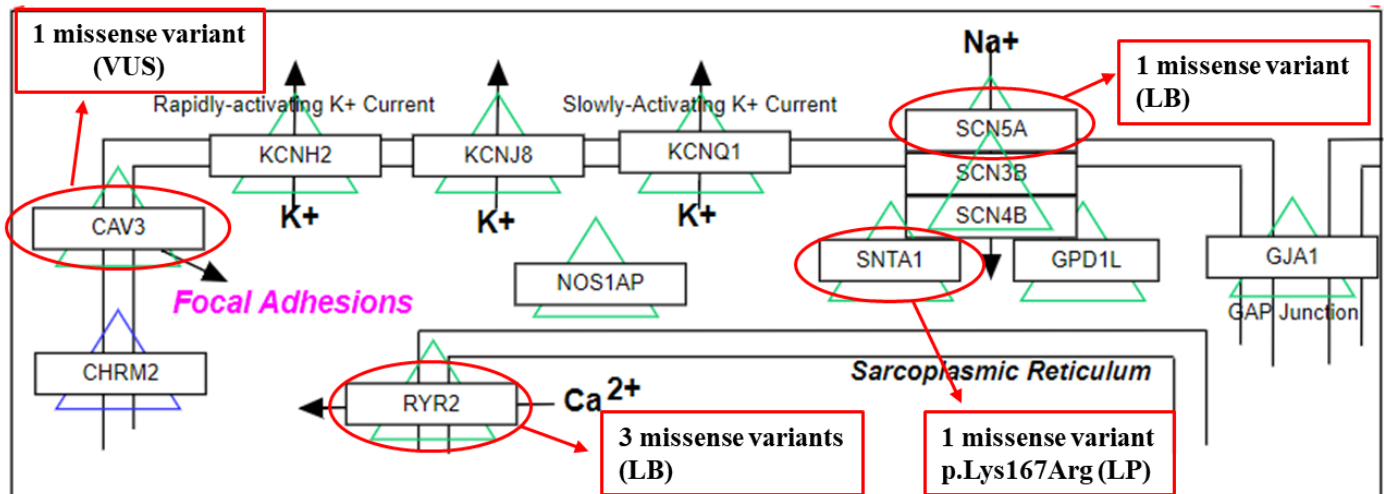 1 missense variant
(VUS)
Na+
1 missense variant
(LB)
Rapidly-activating K+ Current
Slowly-Activating K+ Current
KCNH2
KCNJ8
KCNQ1
SCN5A
SCN3B
SCN4B
K+
K+
K+
CAV3
SNTA1
GPD1L
GJA1
NOS1AP
Focal Adhesions
GAP Junction
CHRM2
Sarcoplasmic Reticulum
RYR2
Ca2+
3 missense variants
(LB)
1 missense variant
p.Lys167Arg (LP)